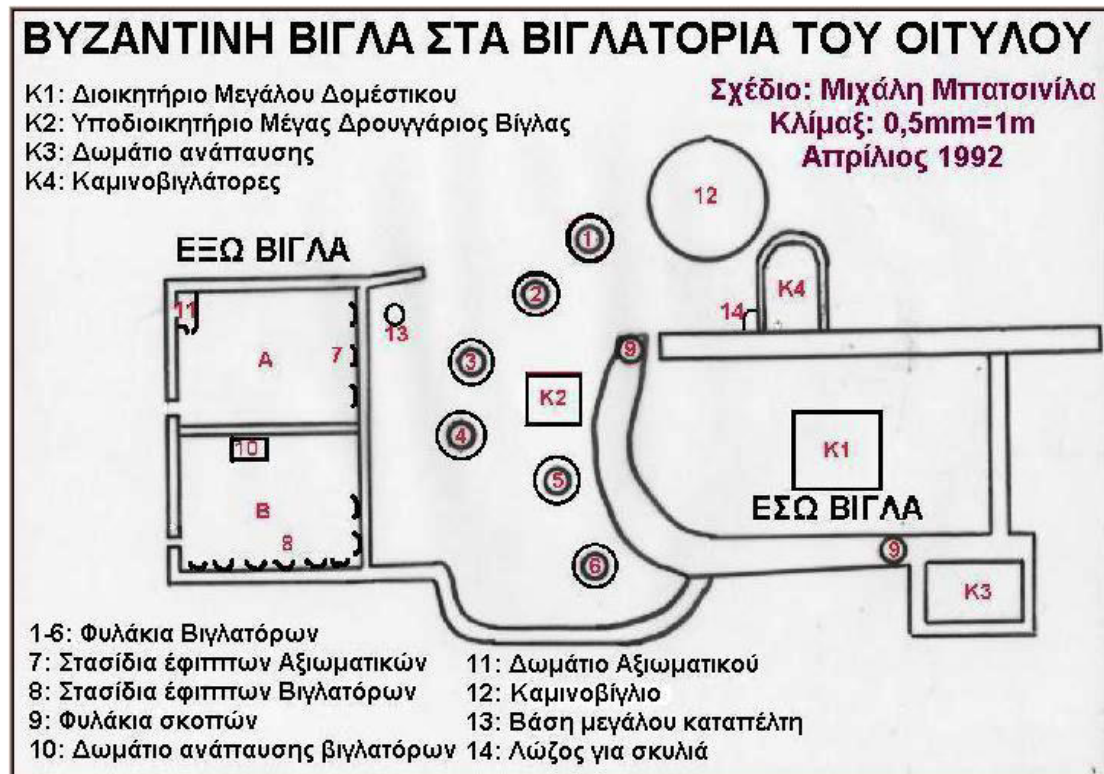 ΒΥΖΑΝΤΙΝΗ ΒΙΓΛΑ ΣΤΑ ΒΙΓΛΑΤΟΡΙΑ ΤΟΥ ΟΙΤΥΛΟΥ
Κ1: Διοικητήριο Μεγάλου Δομέστικου
Κ2: Υποδιοικητήριο Μέγας Δρουγγάριος Βίγλας
Κ3: Δωμάτιο ανάπαυσης
Κ4: Καμινοβιγλάτορες
Σχέδιο: Μιχάλη Μπατσινίλα
Κλίμαξ: 0,5mm=1m
Απρίλιος 1992
12
1
ΕΞΩ ΒΙΓΛΑ
2
Κ4
11
14
13
9
7
3
Α
Κ2
4
10
Κ1
5
ΕΣΩ ΒΙΓΛΑ
Β
8
9
6
Κ3
1-6: Φυλάκια Βιγλατόρων
7: Στασίδια έφιππων Αξιωματικών
8: Στασίδια έφιππων Βιγλατόρων
9: Φυλάκια σκοπών
10: Δωμάτιο ανάπαυσης βιγλατόρων
11: Δωμάτιο Αξιωματικού
12: Καμινοβίγλιο
13: Βάση μεγάλου καταπέλτη
14: Λώζος για σκυλιά